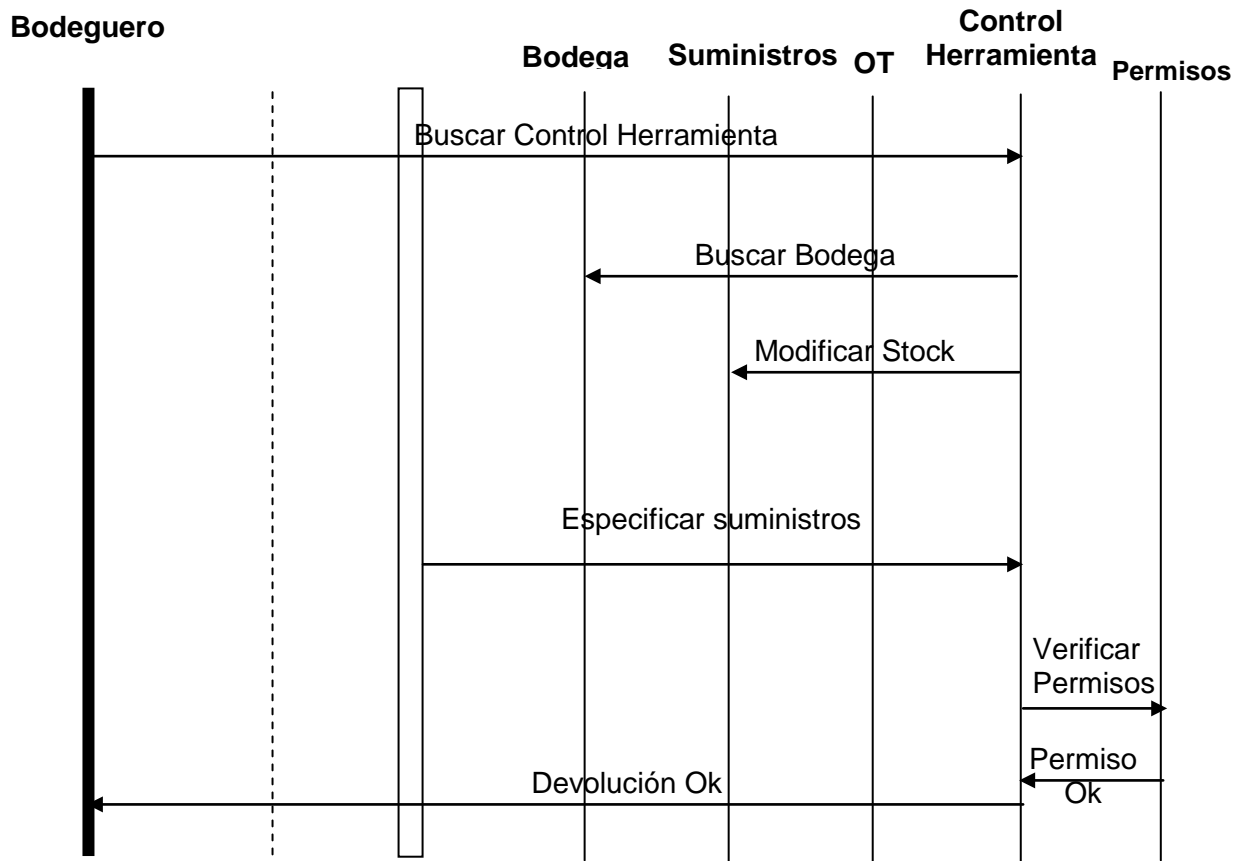 Bodeguero
Bodega
Suministros
OT
Control
Herramienta
Permisos
Buscar Control Herramienta
Buscar Bodega
Modificar Stock
Especificar suministros
Verificar
Permisos
Permiso
Ok
Devolución Ok